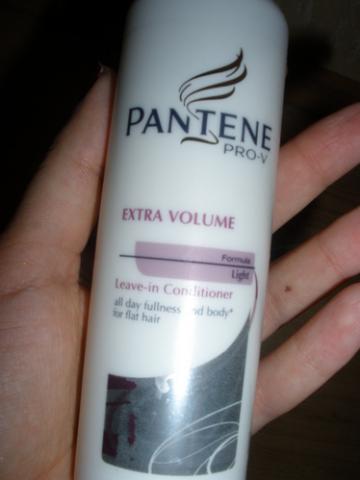 PANTENE
PRO-V
EXTRA VOLUME
Formula
Light
Leave-in Conditioner
all day fullness and body*
for flat hair